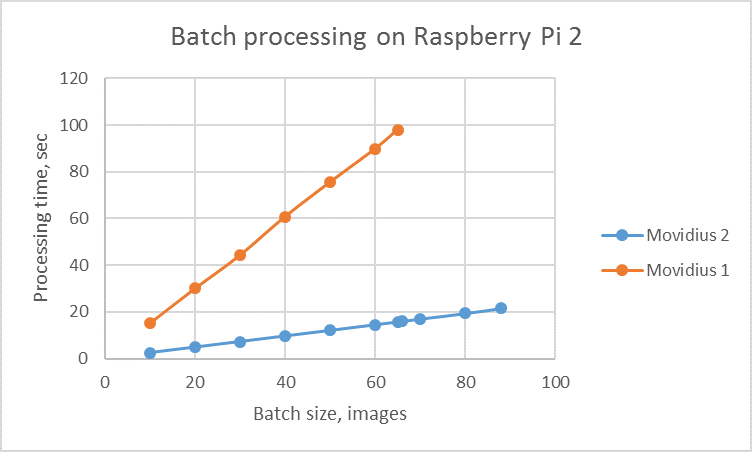 Batch processing on Raspberry Pi 2
120
100
80
60
40
20
0
Processing time, sec
0 20 40 60 80 100
Batch size, images
Movidius 2
Movidius 1